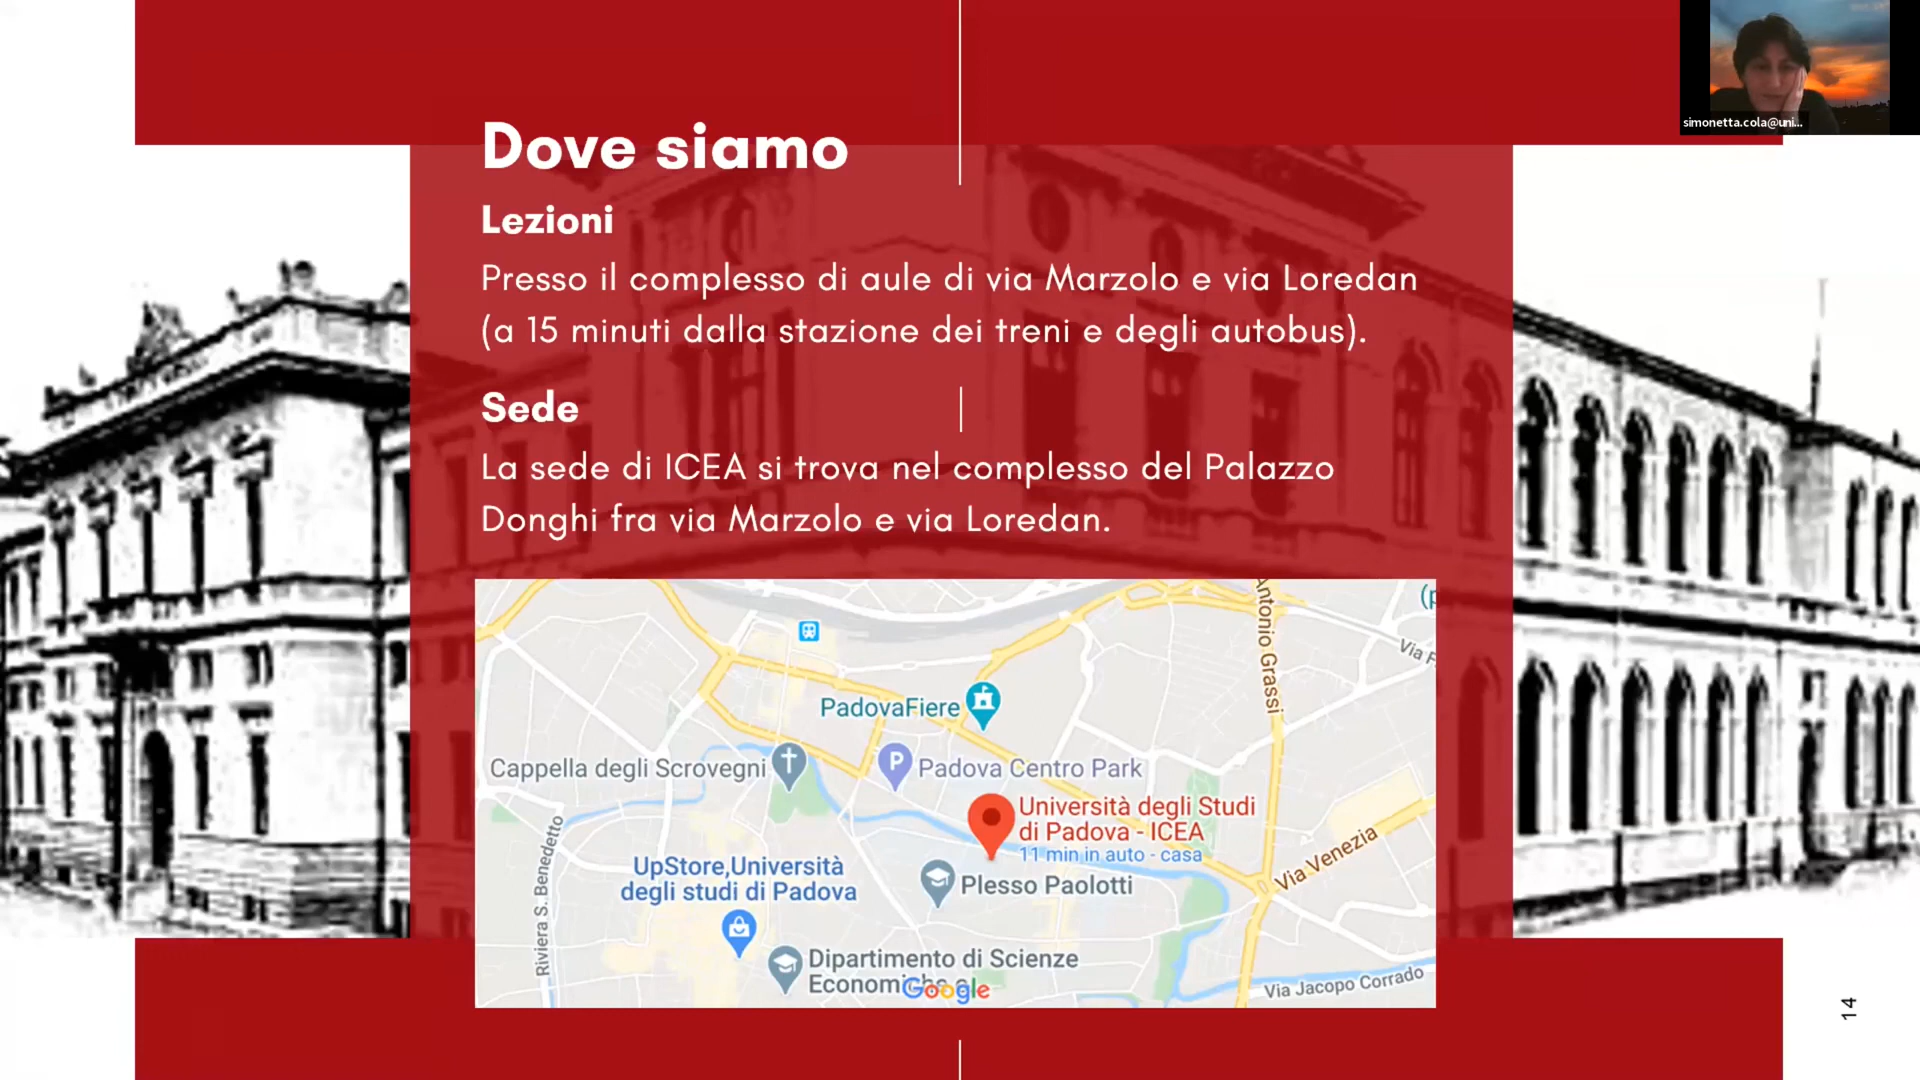 simonetta.cola@uni...
Dove siamo
Lezioni
Presso il complesso di aule di via Marzolo e via Loredan
(a 15 minuti dalla stazione dei treni e degli autobus).
Sede
La sede di ICEA si trova nel complesso del Palazzo
Donghi fra via Marzolo e via Loredan.
Antonio Grassi
(p
Via F
PadovaFiere
P
Cappella degli Scrovegni
Padova Centro Park
Università degli Studi
di Padova - ICEA
11 min in auto - casa
Via Venezia
Riviera S. Benedetto
UpStore,Università
degli studi di Padova
Plesso Paolotti
Dipartimento di Scienze
Google
Via Jacopo Corrado
14